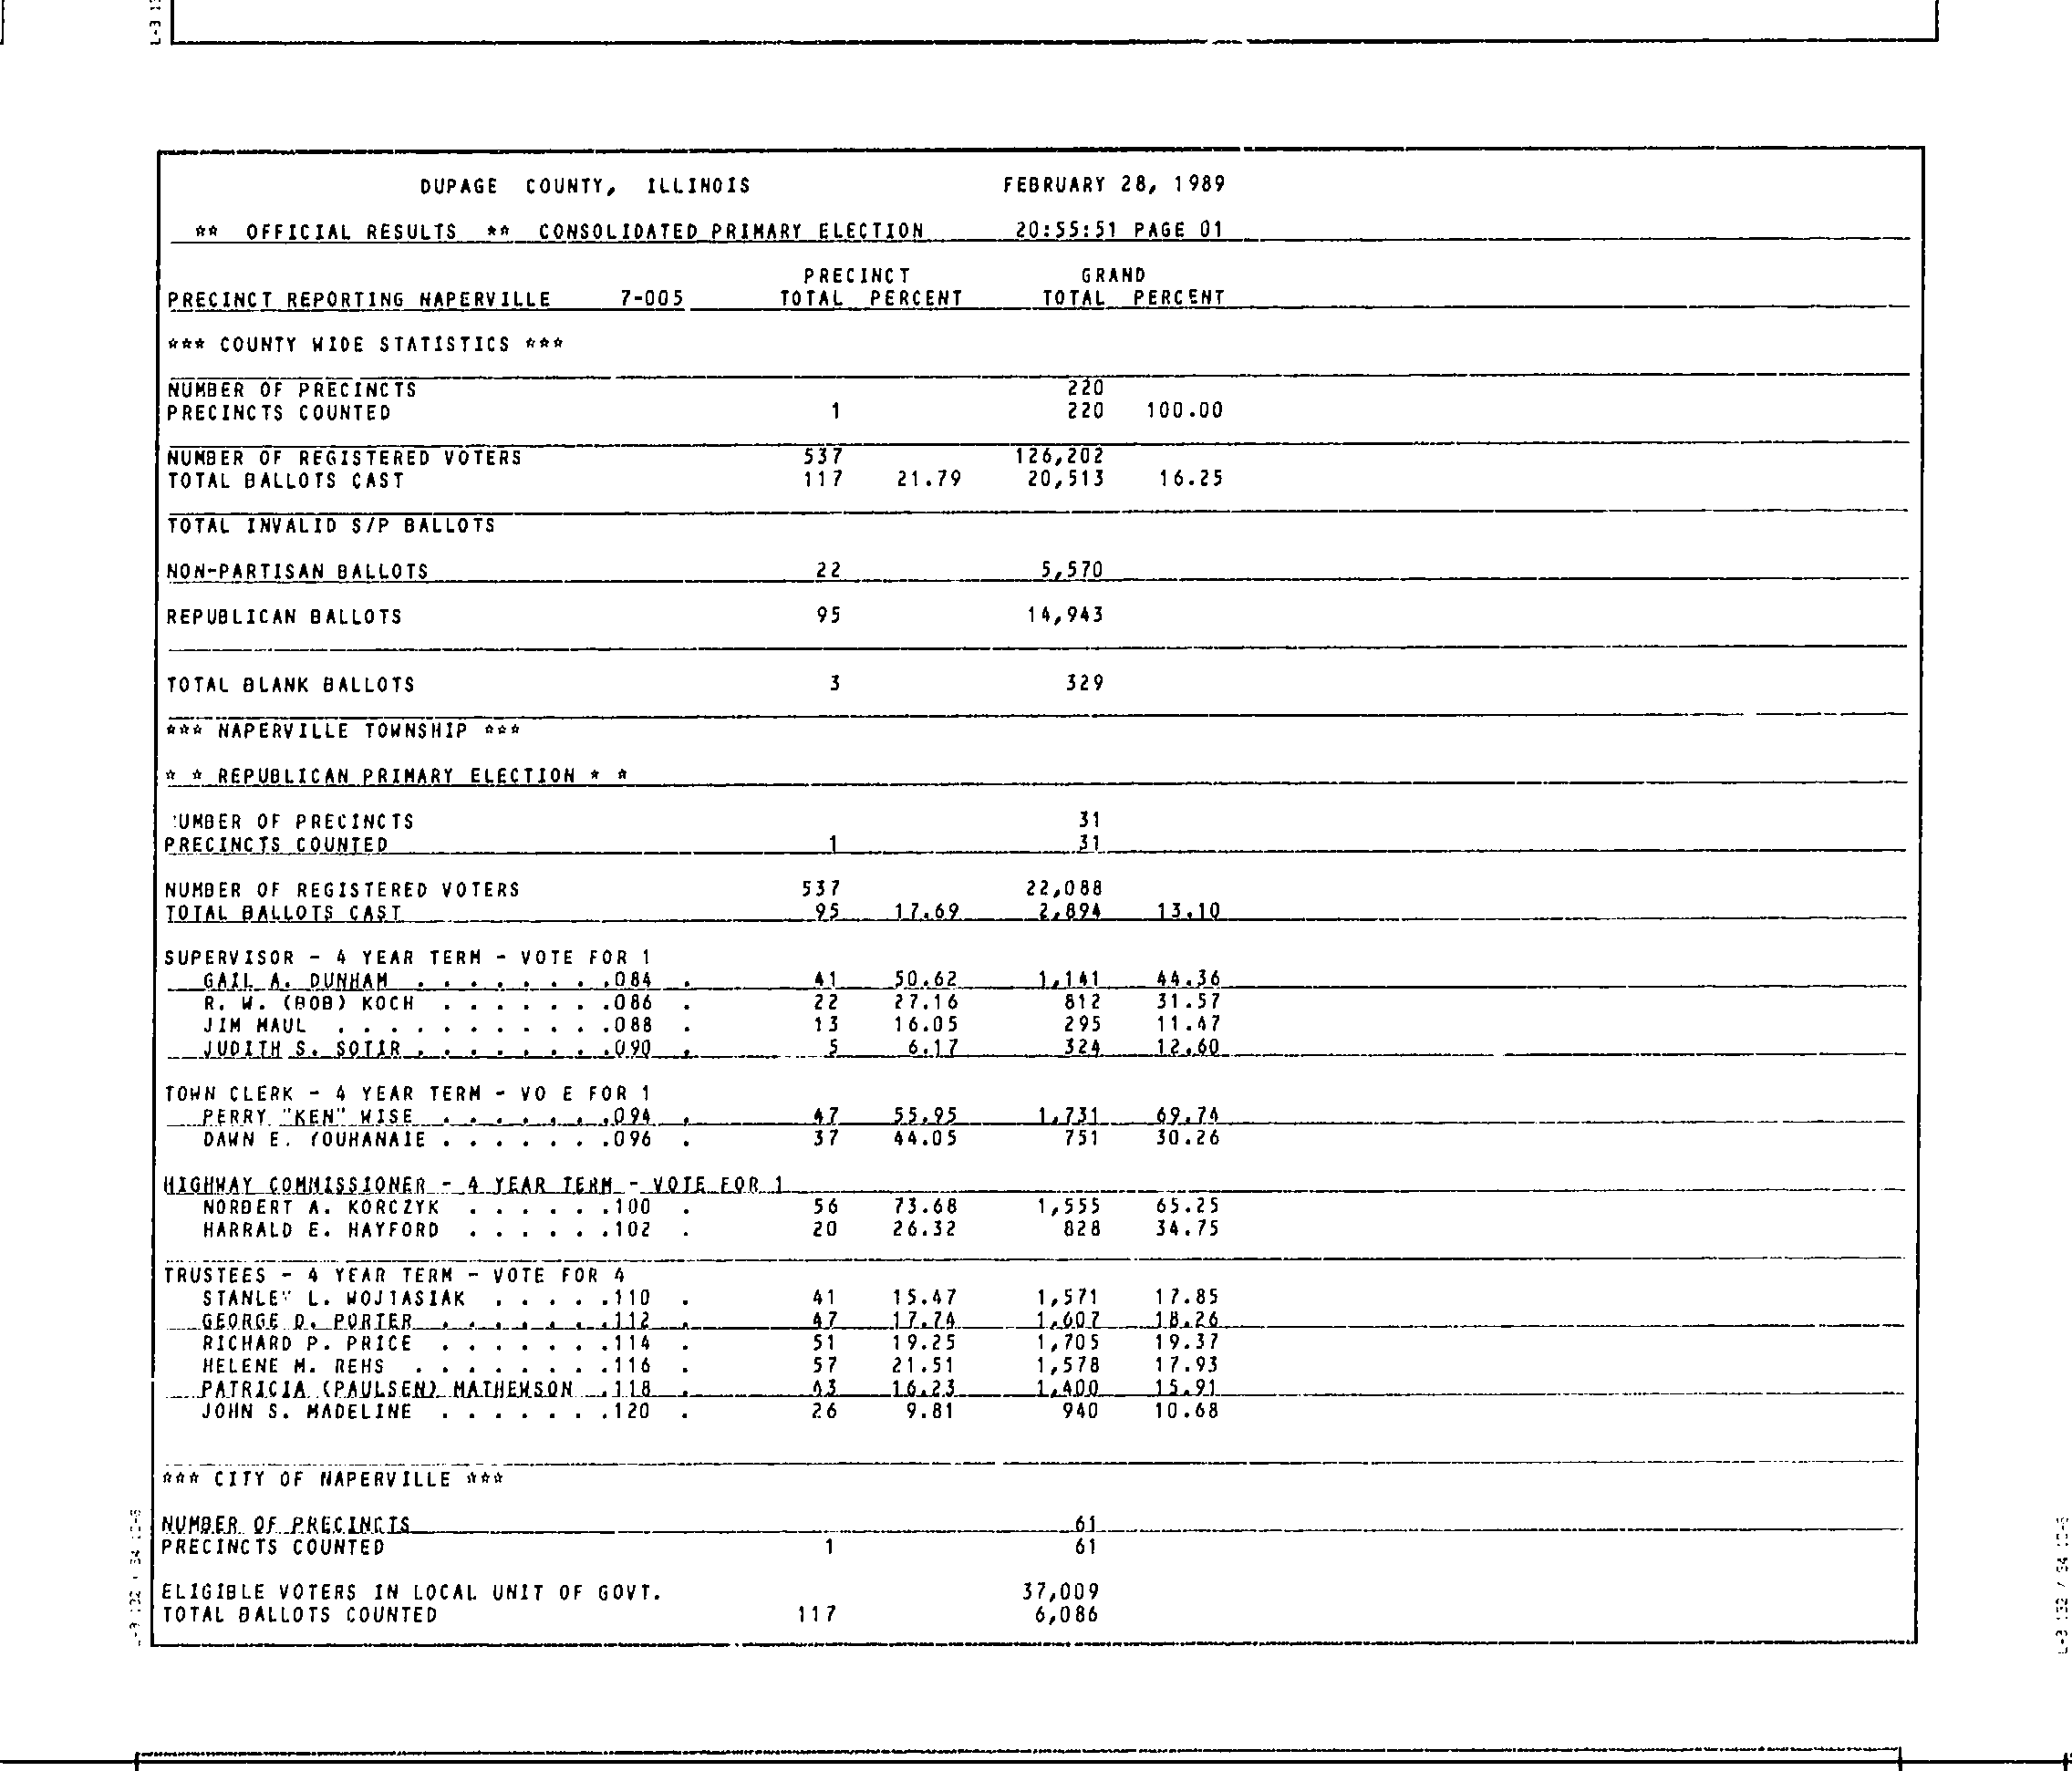 DUPAGE COUNTY, ILLINOIS FEBRUARY 28, 1989
** OFFICIAL RESULTS ** CONSOLIDATED PRIMARY ELECTION 20:55:51 PAGE 01
PRECINCT GRAND
PRECINCT REPORTING NAPERVILLE 7-005 TOTAL PERCENT TOTAL PERCENT
*** COUNTY WIDE STATISTICS ***
NUMBER OF PRECINCTS 220
PRECINCTS COUNTED 1 220 100.00
NUMBER OF REGISTERED VOTERS 537 126,202
TOTAL BALLOTS CAST 117 21.79 20,513 16.25
TOTAL INVALID S/P BALLOTS
NON-PARTISAN BALLOTS 22 5,570
REPUBLICAN BALLOTS 95 14,943
TOTAL BLANK BALLOTS 3 329
*** NAPERVILLE TOWNSHIP ***
* * REPUBLICAN PRIMARY ELECTION * *
UMBER OF PRECINCTS 31
PRECINCTS COUNTED 1 31
NUMBER OF REGISTERED VOTERS 537 22,088
TOTAL BALLOTS CAST 95 17.69 2,894 13.10
SUPERVISOR - 4 YEAR TERM - VOTE FOR 1
GAIL A. DUNHAM . . . . . . . .084 . 41 50.62 1,141 44.36
R. W. (BOB) KOCH . . . . . . .086 . 22 27.16 812 31.57
JIM MAUL . . . . . . . . . . .088 . 13 16.05 295 11.47
JUDITH S. SOTIR . . . . . . . .090 . 5 6.17 324 12.60
TOWN CLERK - 4 YEAR TERM - VO E FOR 1
PERRY "KEN" WISE . . . . . . .094 . 47 55.95 1,731 69.74
DAWN E. YOUHANAIE . . . . . . .096 . 37 44.05 751 30.26
HIGHWAY COMMISSIONER - 4 YEAR TERM - VOTE FOR 1
NORBERT A. KORCZYK . . . . . .100 . 56 73.68 1,555 65.25
HARRALD E. HAYFORD . . . . . .102 . 20 26.32 828 34.75
TRUSTEES - 4 YEAR TERM - VOTE FOR 4
STANLEY L. WOJTASIAK . . . . .110 . 41 15.47 1,571 17.85
GEORGE D. PORTER . . . . . . .112 . 47 17.74 1,607 18.26
RICHARD P. PRICE . . . . . . .114 . 51 19.25 1,705 19.37
HELENE M. REHS . . . . . . . .116 . 57 21.51 1,578 17.93
PATRICIA (PAULSEN) MATHEWSON .118 . 43 16.23 1,400 15.91
JOHN S. MADELINE . . . . . . .120 . 26 9.81 940 10.68
*** CITY OF NAPERVILLE ***
NUMBER OF PRECINCTS 61
PRECINCTS COUNTED 1 61
ELIGIBLE VOTERS IN LOCAL UNIT OF GOVT. 37,009
TOTAL BALLOTS COUNTED 117 6,086